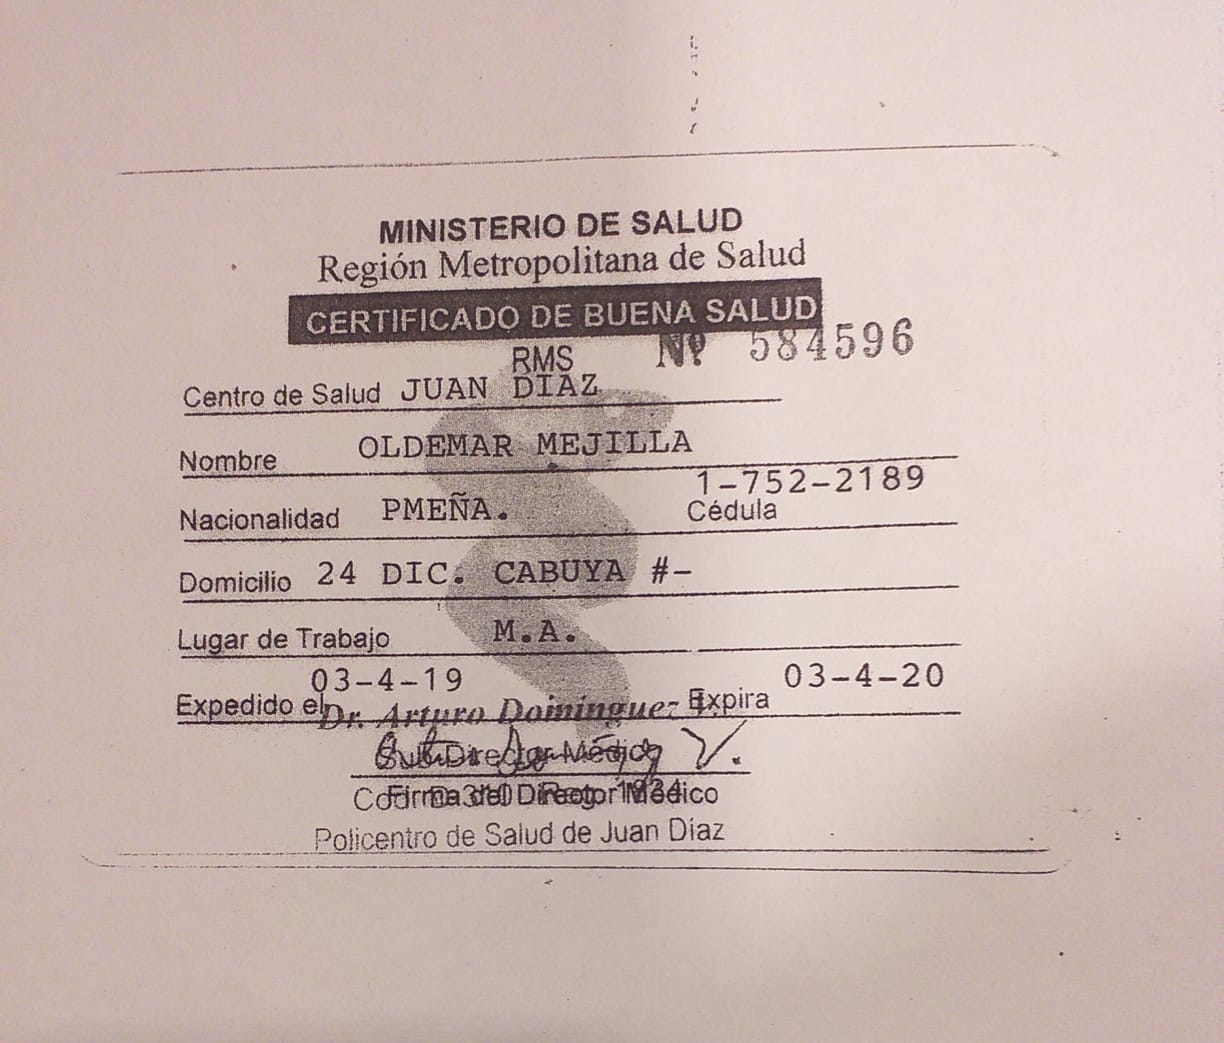 MINISTERIO DE SALUD
Región Metropolitana de Salud
CERTIFICADO DE BUENA SALUD
RMS Nº 584596
Centro de Salud JUAN DIAZ
Nombre OLDEMAR MEJILLA
1-752-2189
Nacionalidad PMEÑA. Cédula
Domicilio 24 DIC. CABUYA #-
Lugar de Trabajo M.A.
03-4-19 03-4-20
Expedido el Dr. Arturo Dominguez Expira
Sub-Director Médico
Firma del Director Médico
Policentro de Salud de Juan Díaz